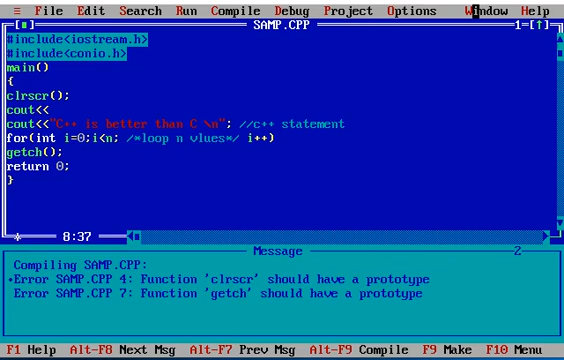 ≡ File Edit Search Run Compile Debug Project Options Window Help
[■] SAMP.CPP 1=[↑]
#include<iostream.h>
#include<conio.h>
main()
{
clrscr();
cout<<
cout<<"C++ is better than C \n"; //c++ statement
for(int i=0;i<n; /*loop n vlues*/ i++)
getch();
return 0;
}
* 8:37
Message 2
Compiling SAMP.CPP:
•Error SAMP.CPP 4: Function 'clrscr' should have a prototype
Error SAMP.CPP 7: Function 'getch' should have a prototype
F1 Help Alt-F8 Next Msg Alt-F7 Prev Msg Alt-F9 Compile F9 Make F10 Menu